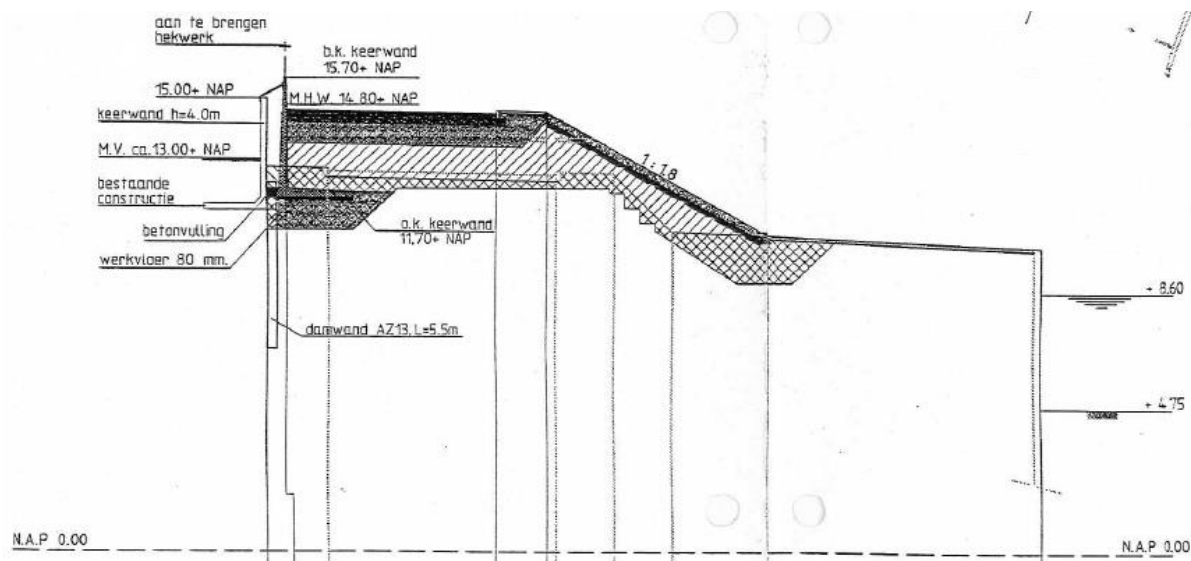 aan te brengen
hekwerk
b.k. keerwand
15.70+ NAP
15.00+ NAP
M.H.W. 14.80+ NAP
keerwand h=4.0m
M.V. ca.13.00+ NAP
1:1.8
bestaande
constructie
o.k. keerwand
11.70+ NAP
betonvulling
werkvloer 80 mm.
+ 8.60
damwand AZ13, L=5.5m
+ 4.75
N.A.P 0.00
N.A.P 0.00